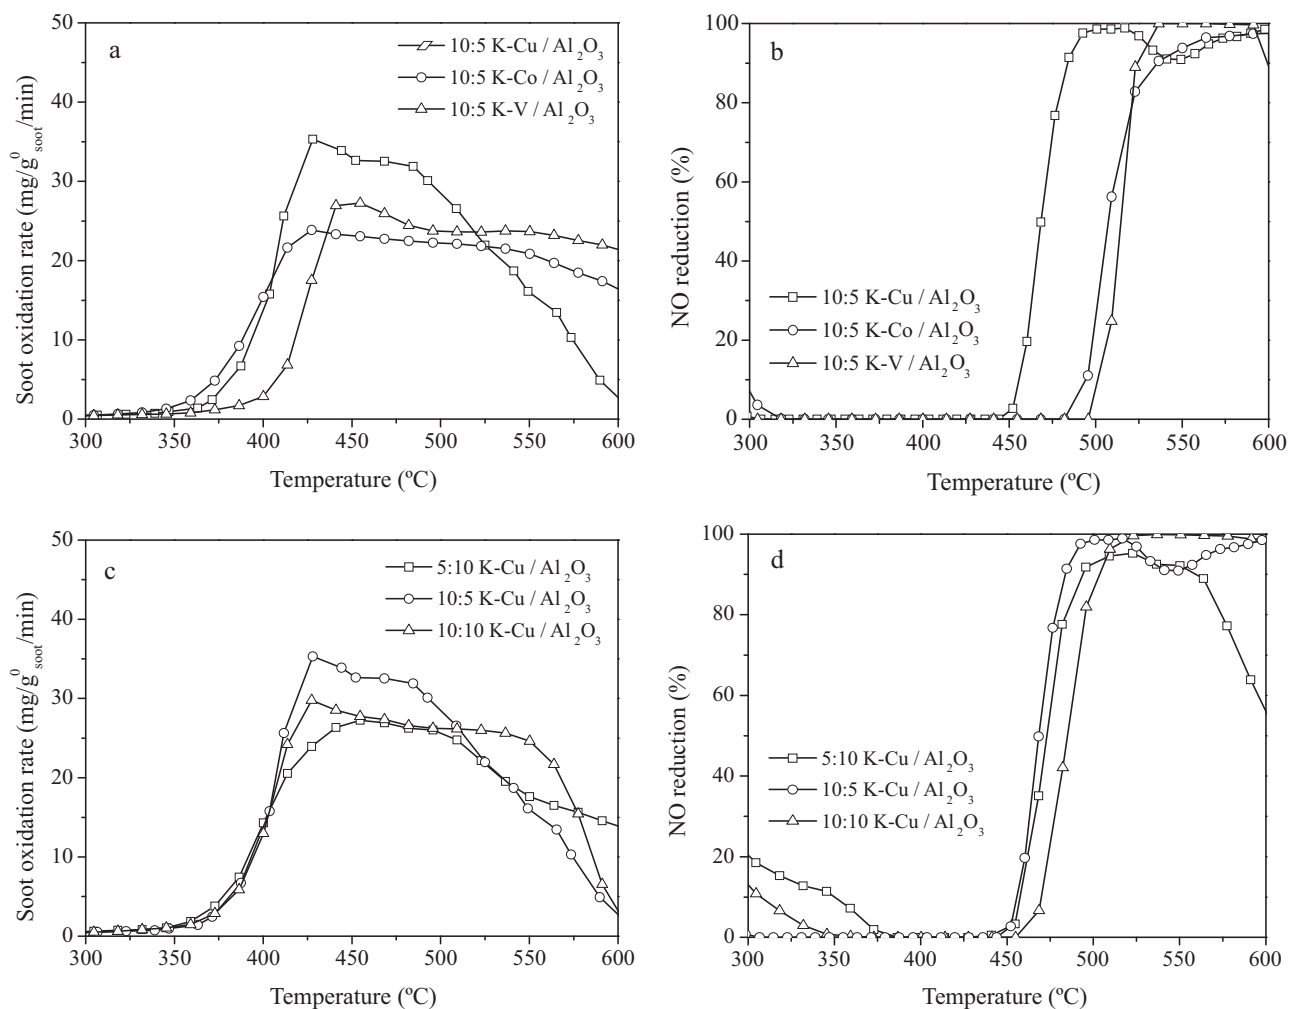 a
10:5 K-Cu / Al2O3
10:5 K-Co / Al2O3
10:5 K-V / Al2O3
Soot oxidation rate (mg/g0soot/min)
50
40
30
20
10
0
300 350 400 450 500 550 600
Temperature (ºC)
b
10:5 K-Cu / Al2O3
10:5 K-Co / Al2O3
10:5 K-V / Al2O3
NO reduction (%)
100
80
60
40
20
0
300 350 400 450 500 550 600
Temperature (ºC)
c
5:10 K-Cu / Al2O3
10:5 K-Cu / Al2O3
10:10 K-Cu / Al2O3
Soot oxidation rate (mg/g0soot/min)
50
40
30
20
10
0
300 350 400 450 500 550 600
Temperature (ºC)
d
5:10 K-Cu / Al2O3
10:5 K-Cu / Al2O3
10:10 K-Cu / Al2O3
NO reduction (%)
100
80
60
40
20
0
300 350 400 450 500 550 600
Temperature (ºC)